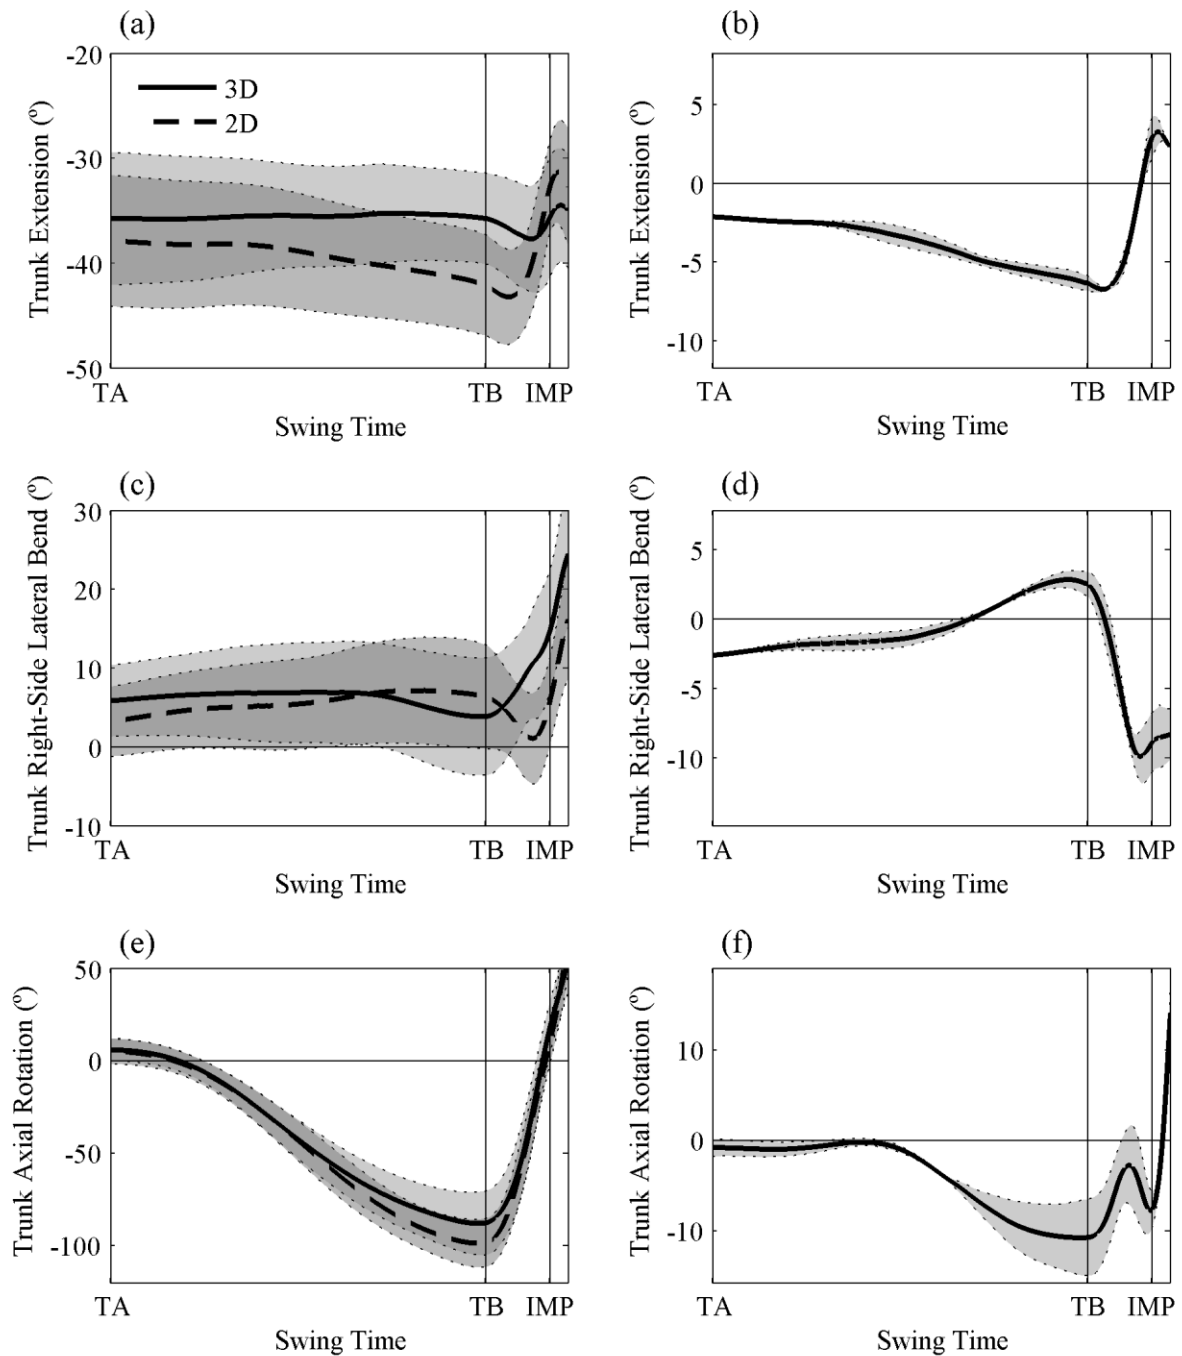 (a)
Trunk Extension (º)
-20
-30
-40
-50
3D
2D
TA
TB
IMP
Swing Time
(b)
Trunk Extension (º)
5
0
-5
-10
TA
TB
IMP
Swing Time
(c)
Trunk Right-Side Lateral Bend (º)
30
20
10
0
-10
TA
TB
IMP
Swing Time
(d)
Trunk Right-Side Lateral Bend (º)
5
0
-5
-10
TA
TB
IMP
Swing Time
(e)
Trunk Axial Rotation (º)
50
0
-50
-100
TA
TB
IMP
Swing Time
(f)
Trunk Axial Rotation (º)
10
0
-10
TA
TB
IMP
Swing Time